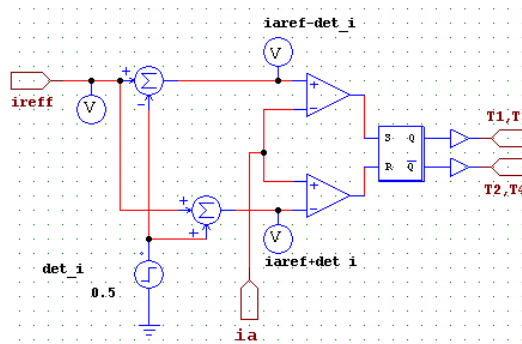 iaref-det_i
+
Σ
-
V
ireff
V
+
-
S Q
R Q̅
T1,T
T2,T4
+
Σ
+
+
-
V
iaref+det i
det_i
0.5
ia